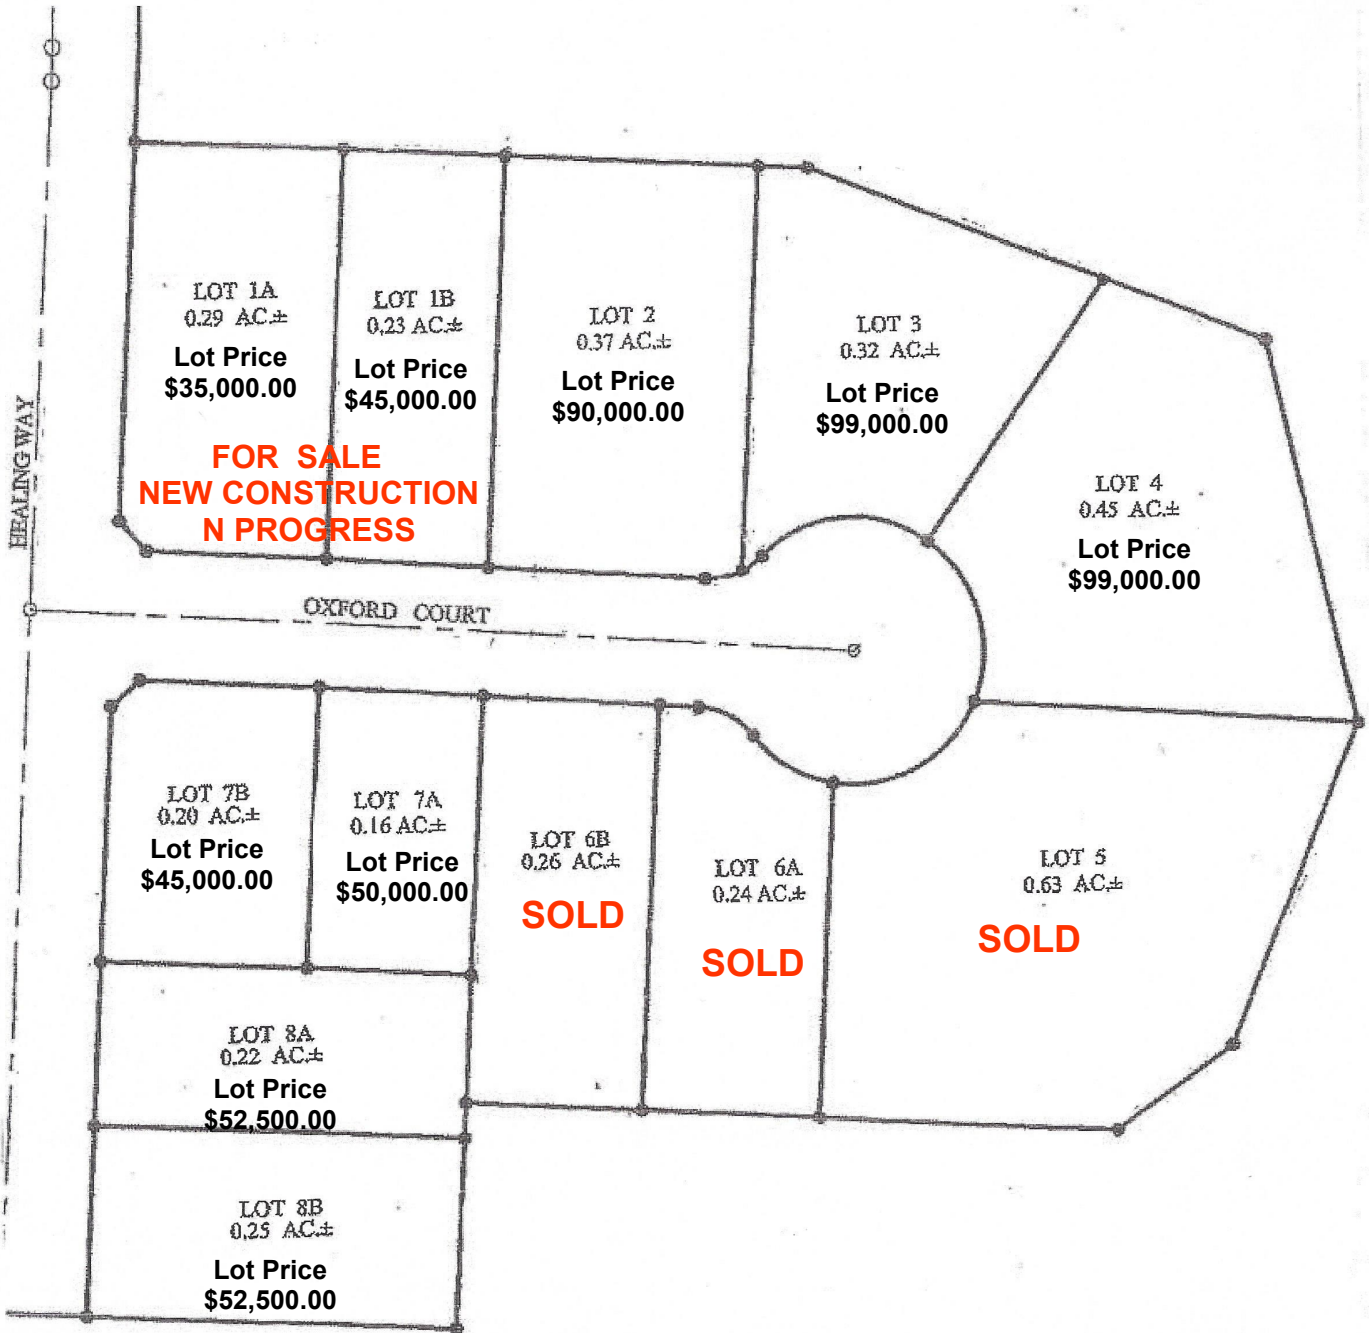 HEALING WAY
LOT 1A
0.29 AC.±
Lot Price
$35,000.00
LOT 1B
0.23 AC.±
Lot Price
$45,000.00
FOR SALE
NEW CONSTRUCTION
N PROGRESS
LOT 2
0.37 AC.±
Lot Price
$90,000.00
LOT 3
0.32 AC.±
Lot Price
$99,000.00
LOT 4
0.45 AC.±
Lot Price
$99,000.00
OXFORD COURT
LOT 7B
0.20 AC.±
Lot Price
$45,000.00
LOT 7A
0.16 AC.±
Lot Price
$50,000.00
LOT 6B
0.26 AC.±
SOLD
LOT 6A
0.24 AC.±
SOLD
LOT 5
0.63 AC.±
SOLD
LOT 8A
0.22 AC.±
Lot Price
$52,500.00
LOT 8B
0.25 AC.±
Lot Price
$52,500.00